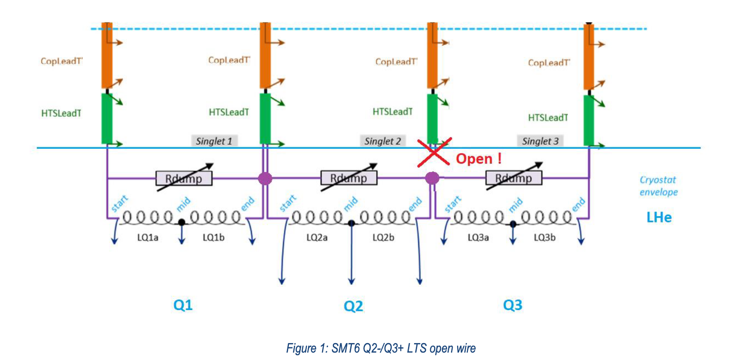 CopLeadT
CopLeadT
CopLeadT
CopLeadT
HTSLeadT
HTSLeadT
HTSLeadT
HTSLeadT
Singlet 1
Singlet 2
Singlet 3
Open !
Rdump
Rdump
Rdump
Cryostat
envelope
start
mid
end
start
mid
end
start
mid
end
LHe
LQ1a
LQ1b
LQ2a
LQ2b
LQ3a
LQ3b
Q1
Q2
Q3
Figure 1: SMT6 Q2-/Q3+ LTS open wire